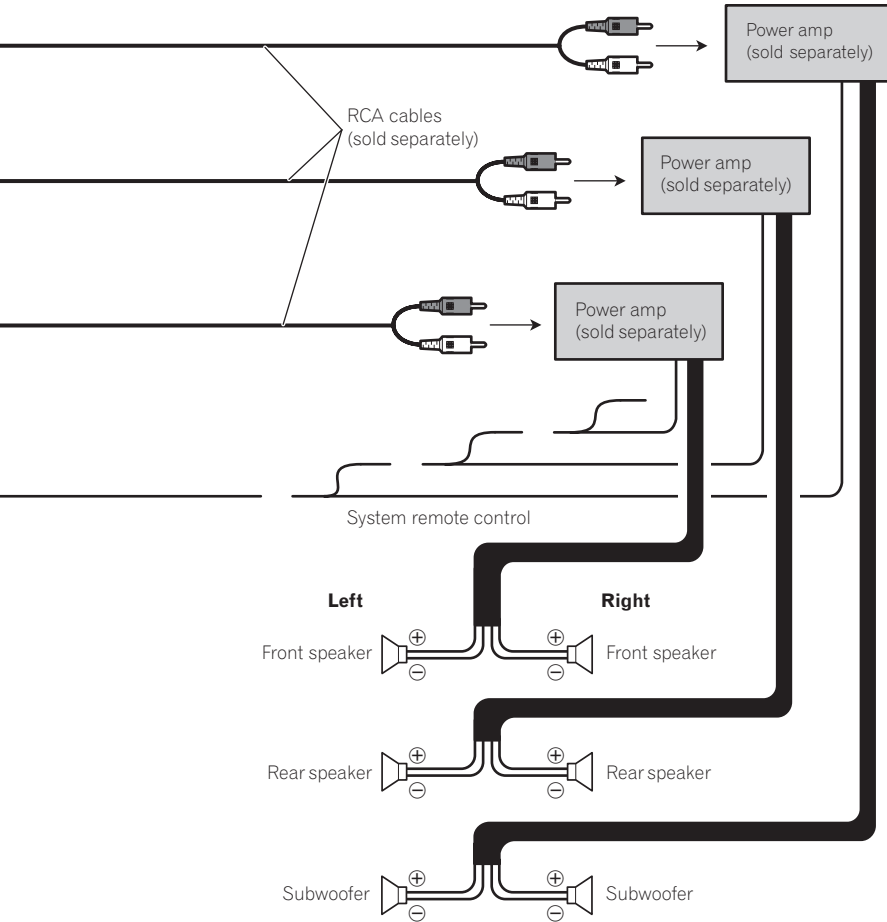 Power amp
(sold separately)
RCA cables
(sold separately)
Power amp
(sold separately)
Power amp
(sold separately)
System remote control
Left
Right
⊕
⊕
Front speaker
Front speaker
⊖
⊖
⊕
⊕
Rear speaker
Rear speaker
⊖
⊖
⊕
⊕
Subwoofer
Subwoofer
⊖
⊖